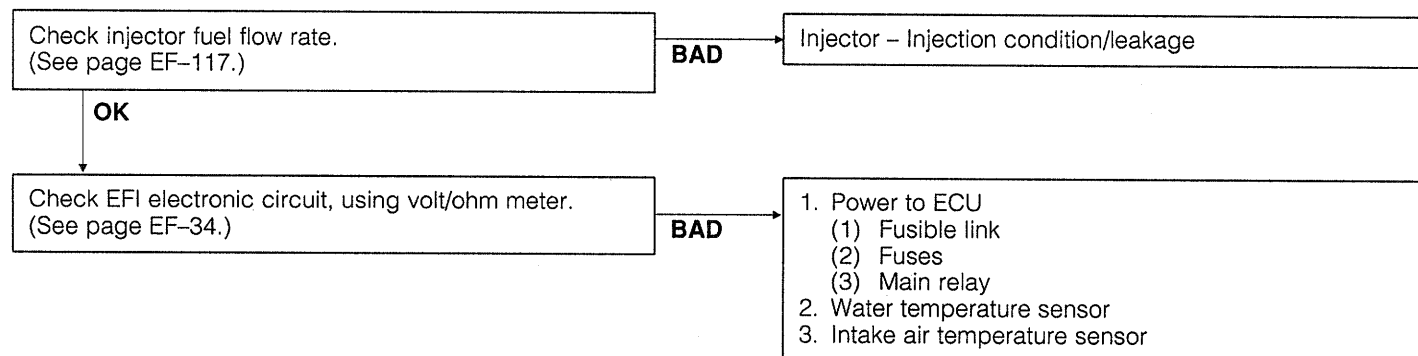 Check injector fuel flow rate.
(See page EF–117.)
BAD
Injector – Injection condition/leakage
OK
Check EFI electronic circuit, using volt/ohm meter.
(See page EF–34.)
BAD
1. Power to ECU
(1) Fusible link
(2) Fuses
(3) Main relay
2. Water temperature sensor
3. Intake air temperature sensor